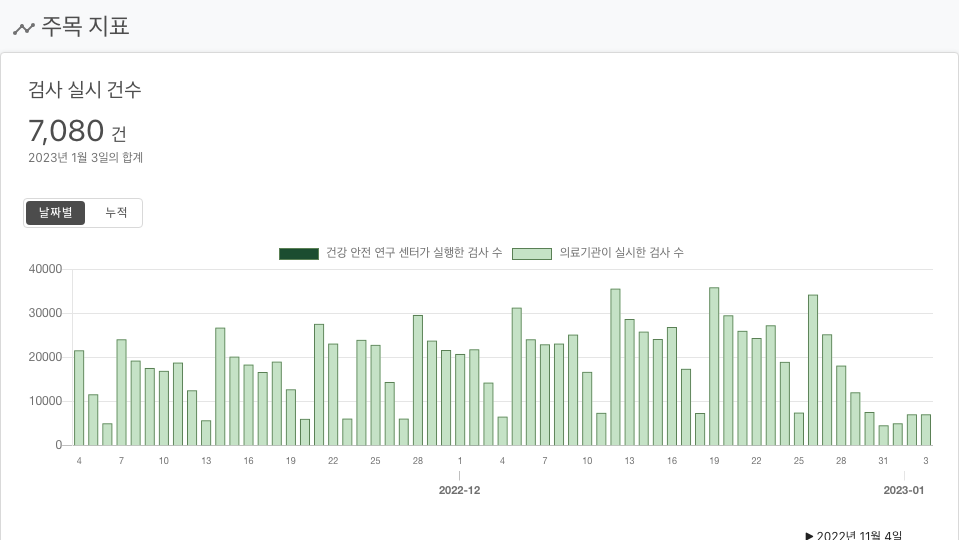 주목 지표
검사 실시 건수
7,080 건
2023년 1월 3일의 합계
날짜별 누적
건강 안전 연구 센터가 실행한 검사 수 의료기관이 실시한 검사 수
40000
30000
20000
10000
0
4 7 10 13 16 19 22 25 28 1 4 7 10 13 16 19 22 25 28 31 3
2022-12 2023-01
▶ 2022년 11월 4일